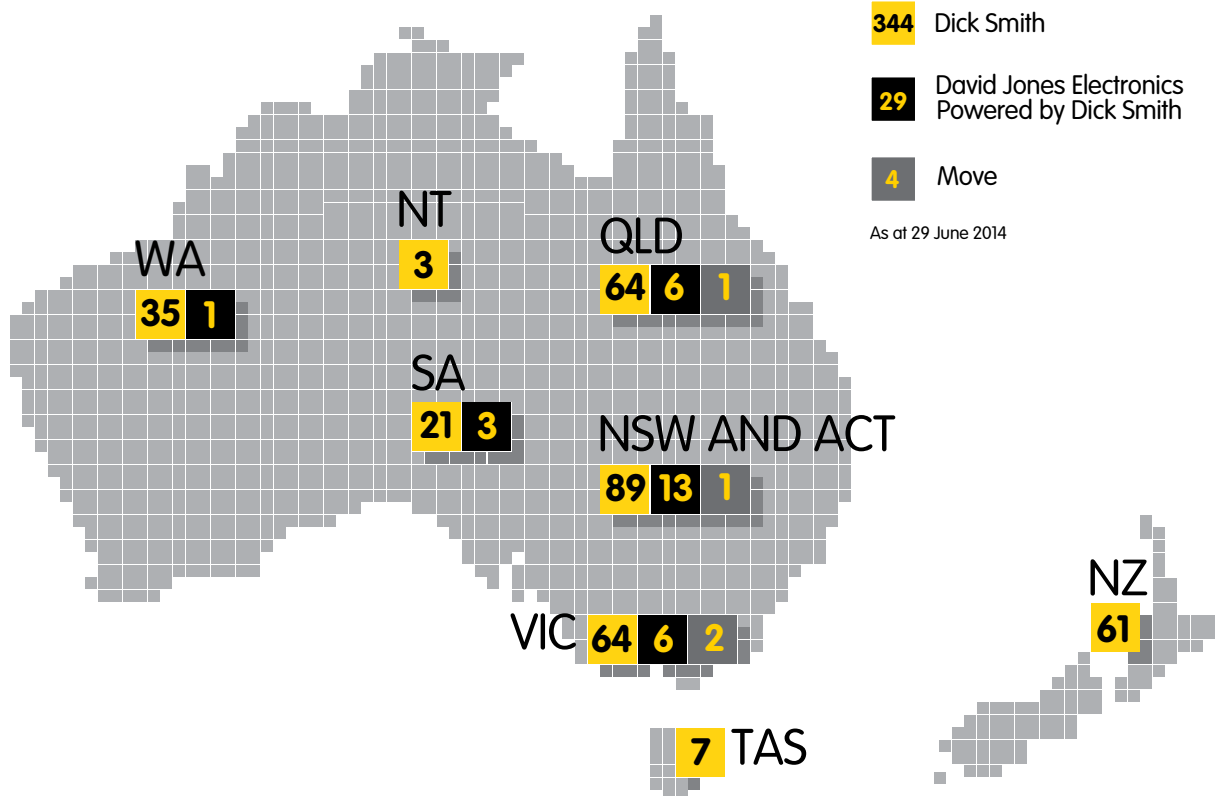 344 Dick Smith
29 David Jones Electronics
Powered by Dick Smith
4 Move
As at 29 June 2014
NT
3
WA
35 1
QLD
64 6 1
SA
21 3
NSW AND ACT
89 13 1
NZ
61
VIC 64 6 2
7 TAS